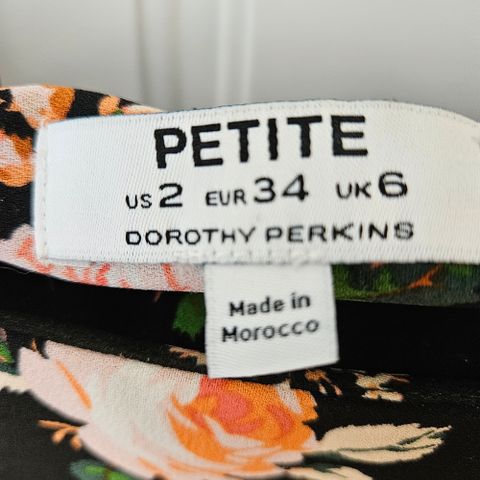 PETITE
US 2 EUR 34 UK 6
DOROTHY PERKINS
Made in
Morocco